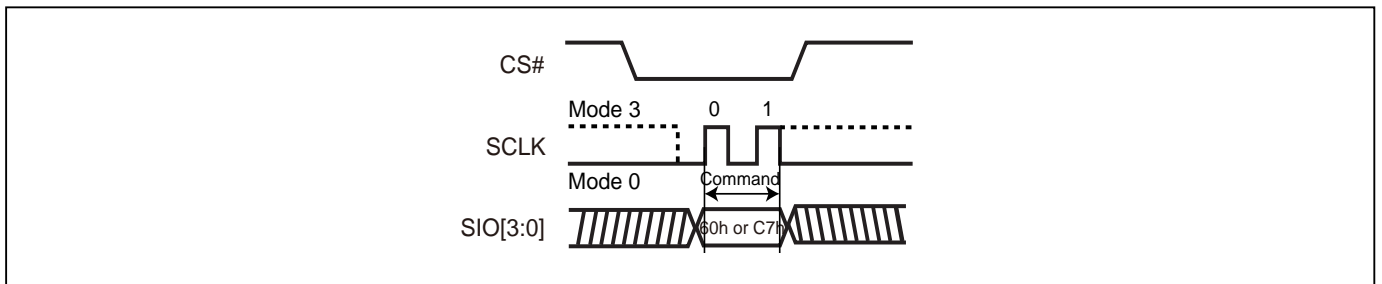 CS#
Mode 3 0 1
SCLK
Mode 0 Command
SIO[3:0] 60h or C7h